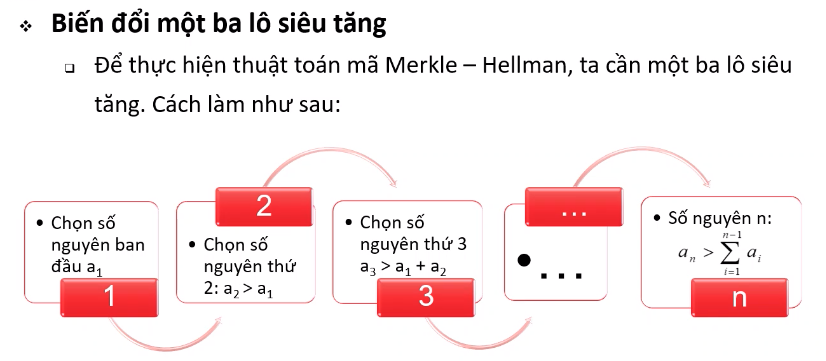 ❖ Biến đổi một ba lô siêu tăng
❑ Để thực hiện thuật toán mã Merkle – Hellman, ta cần một ba lô siêu
tăng. Cách làm như sau:
• Chọn số
nguyên ban
đầu a₁
1
2
• Chọn số
nguyên thứ
2: a₂ > a₁
• Chọn số
nguyên thứ 3
a₃ > a₁ + a₂
3
...
• ...
• Số nguyên n:
aₙ > ∑ᵢ₌₁ⁿ⁻¹ aᵢ
n